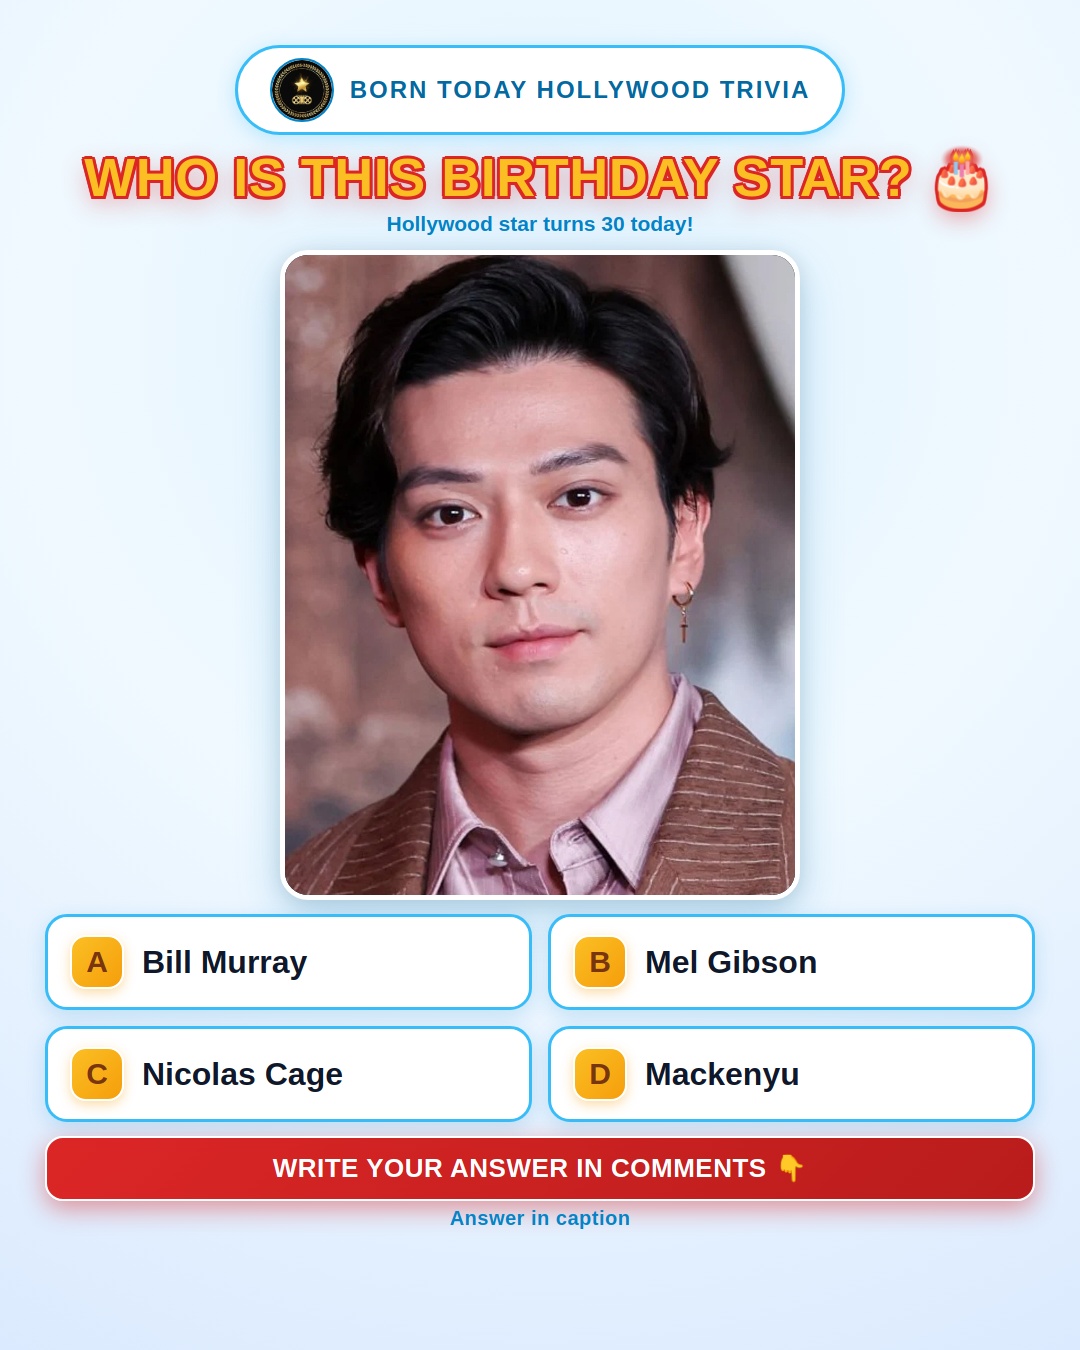 BORN TODAY HOLLYWOOD TRIVIA
WHO IS THIS BIRTHDAY STAR? 🎂
Hollywood star turns 30 today!
A Bill Murray
B Mel Gibson
C Nicolas Cage
D Mackenyu
WRITE YOUR ANSWER IN COMMENTS 👇
Answer in caption